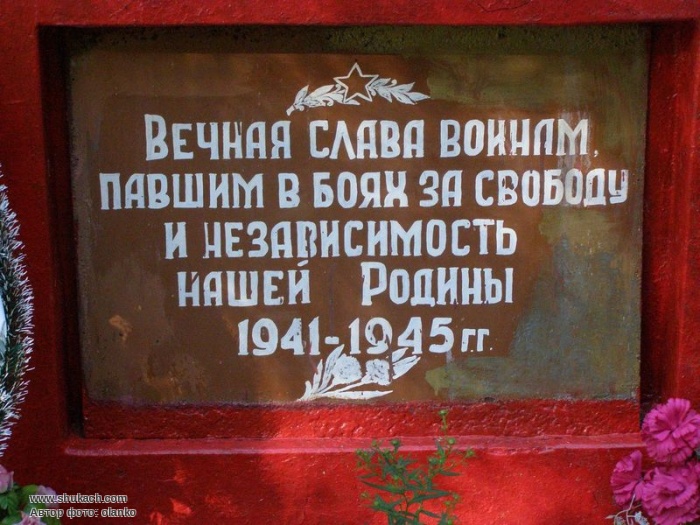 Вечная слава воинам,
павшим в боях за свободу
и независимость
нашей Родины
1941-1945 гг.
www.shukach.com
Автор фото: olanko